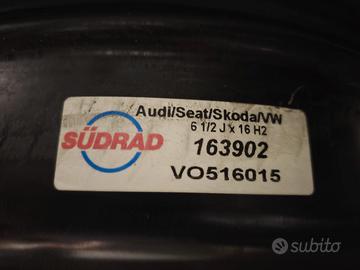 Audi/Seat/Skoda/VW
6 1/2 J x 16 H2
SÜDRAD
163902
VO516015
subito